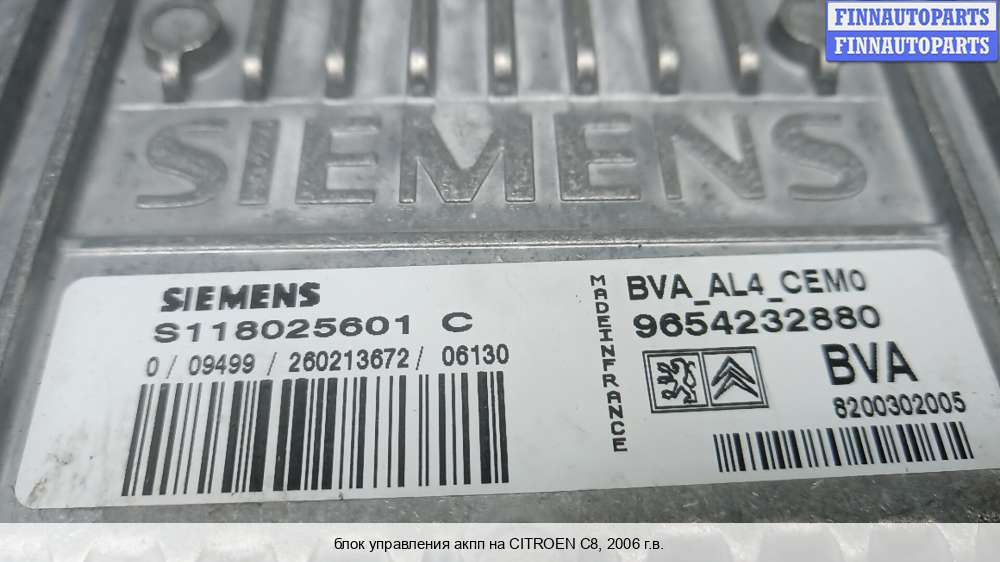 FINNAUTOPARTS
FINNAUTOPARTS
SIEMENS
SIEMENS
S118025601 C
0 / 09499 / 260213672 / 06130
MADEINFRANCE
BVA_AL4_CEM0
9654232880
BVA
8200302005
блок управления акпп на CITROEN C8, 2006 г.в.